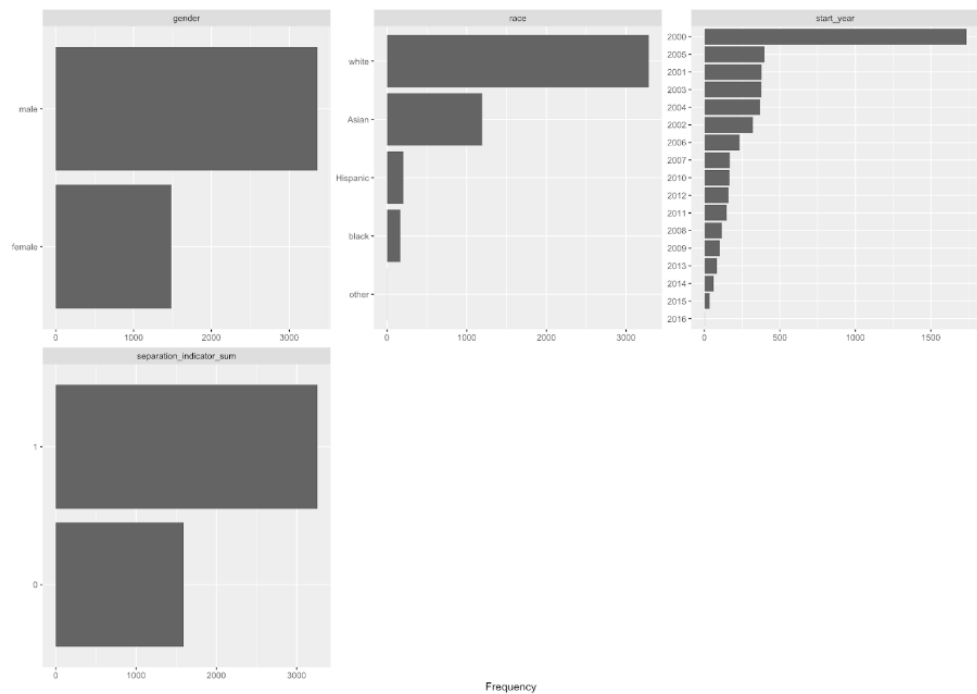 gender
male
female
0 1000 2000 3000
race
white
Asian
Hispanic
black
other
0 1000 2000 3000
start_year
2000
2005
2001
2003
2004
2002
2006
2007
2010
2012
2011
2008
2009
2013
2014
2015
2016
0 500 1000 1500
separation_indicator_sum
1
0
0 1000 2000 3000
Frequency